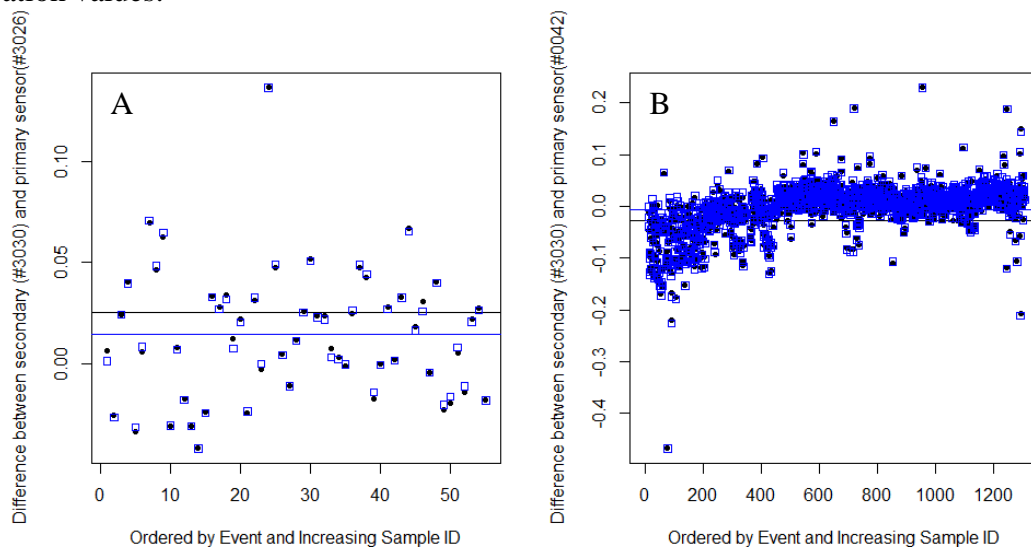 ation values.
Difference between secondary (#3030) and primary sensor(#3026)
A
0.10
0.05
0.00
0 10 20 30 40 50
Ordered by Event and Increasing Sample ID
Difference between secondary (#3030) and primary sensor(#0042)
B
0.2
0.1
0.0
-0.1
-0.2
-0.3
-0.4
0 200 400 600 800 1000 1200
Ordered by Event and Increasing Sample ID